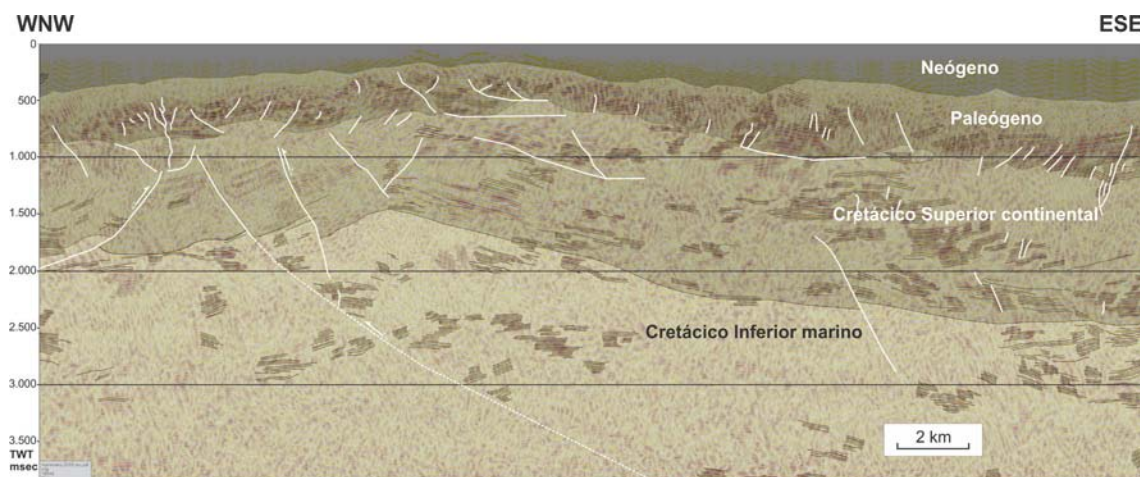 WNW
ESE
0
Neógeno
500
Paleógeno
1.000
1.500
Cretácico Superior continental
2.000
2.500
Cretácico Inferior marino
3.000
2 km
3.500
TWT
msec